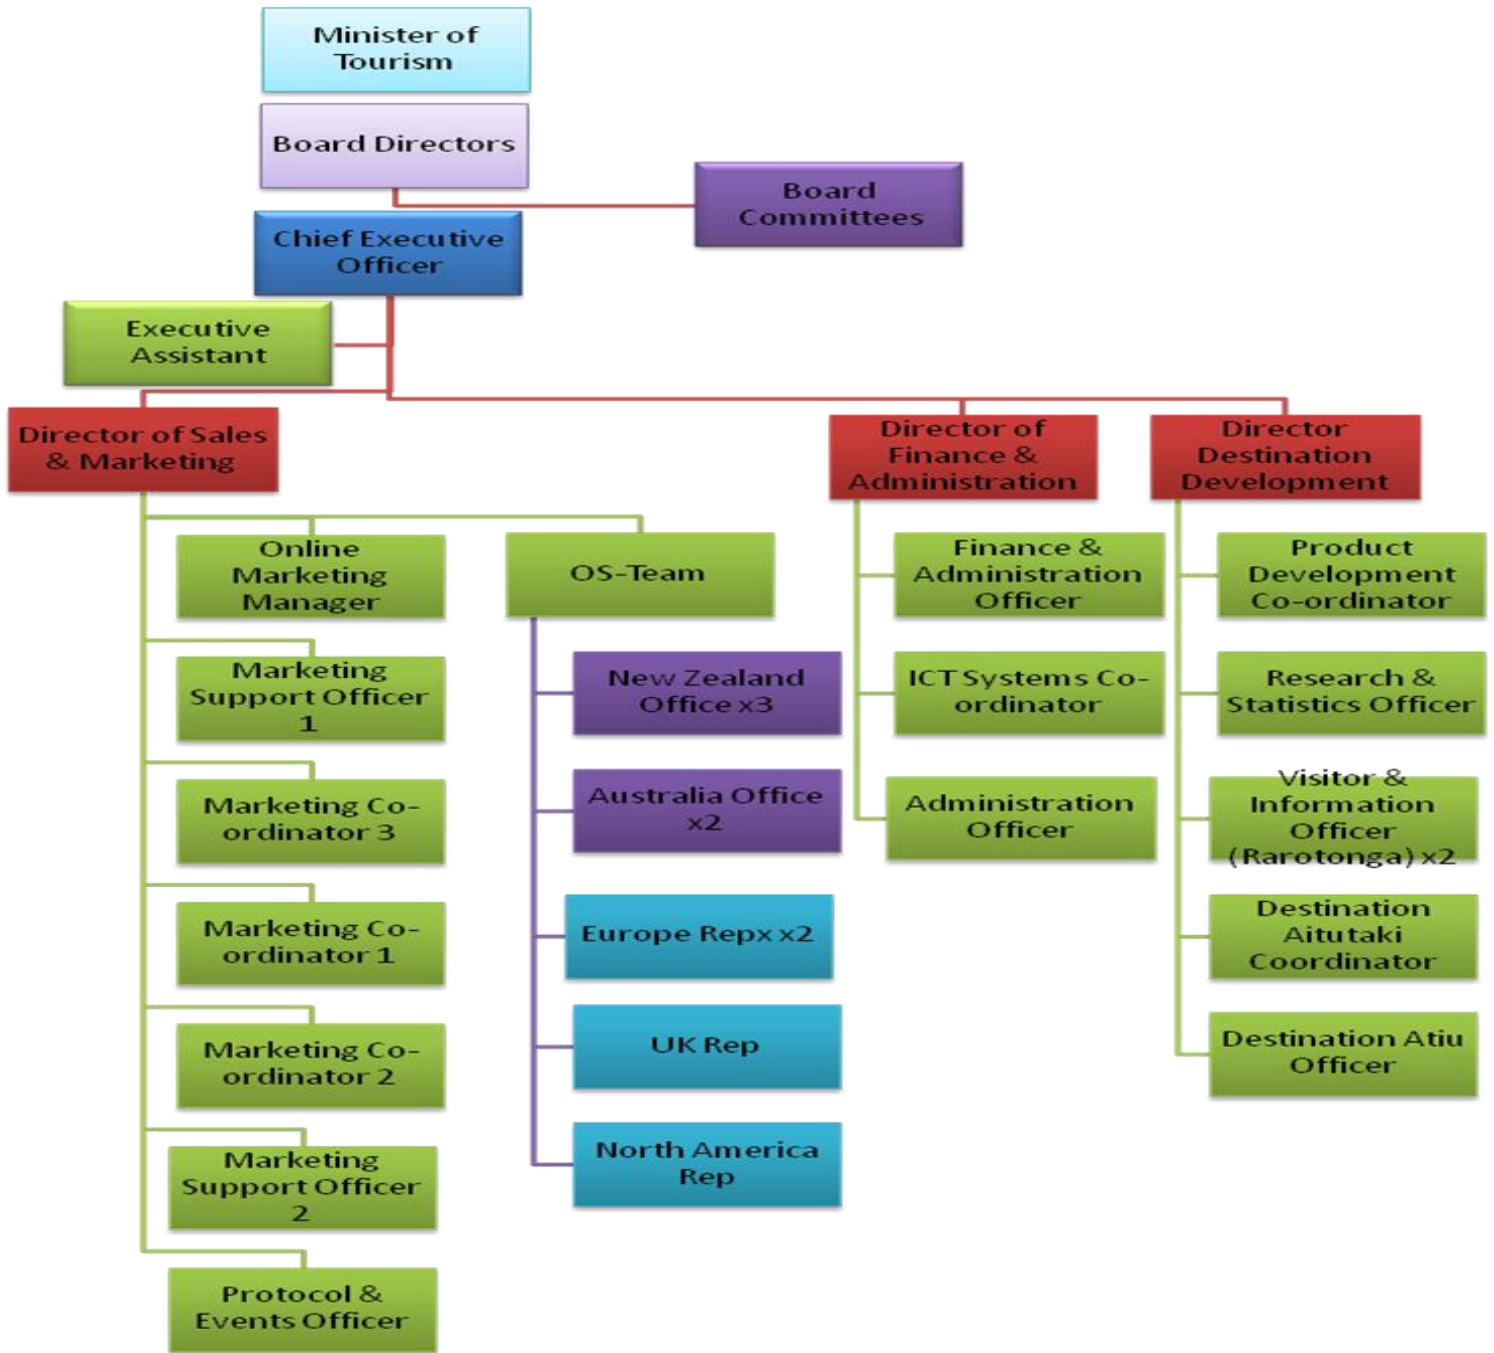 Minister of
Tourism
Board Directors
Board
Committees
Chief Executive
Officer
Executive
Assistant
Director of Sales
& Marketing
Director of
Finance &
Administration
Director
Destination
Development
Online
Marketing
Manager
Marketing
Support Officer
1
Marketing Co-
ordinator 3
Marketing Co-
ordinator 1
Marketing Co-
ordinator 2
Marketing
Support Officer
2
Protocol &
Events Officer
OS-Team
New Zealand
Office x3
Australia Office
x2
Europe Repx x2
UK Rep
North America
Rep
Finance &
Administration
Officer
ICT Systems Co-
ordinator
Administration
Officer
Product
Development
Co-ordinator
Research &
Statistics Officer
Visitor &
Information
Officer
(Rarotonga) x2
Destination
Aitutaki
Coordinator
Destination Atiu
Officer